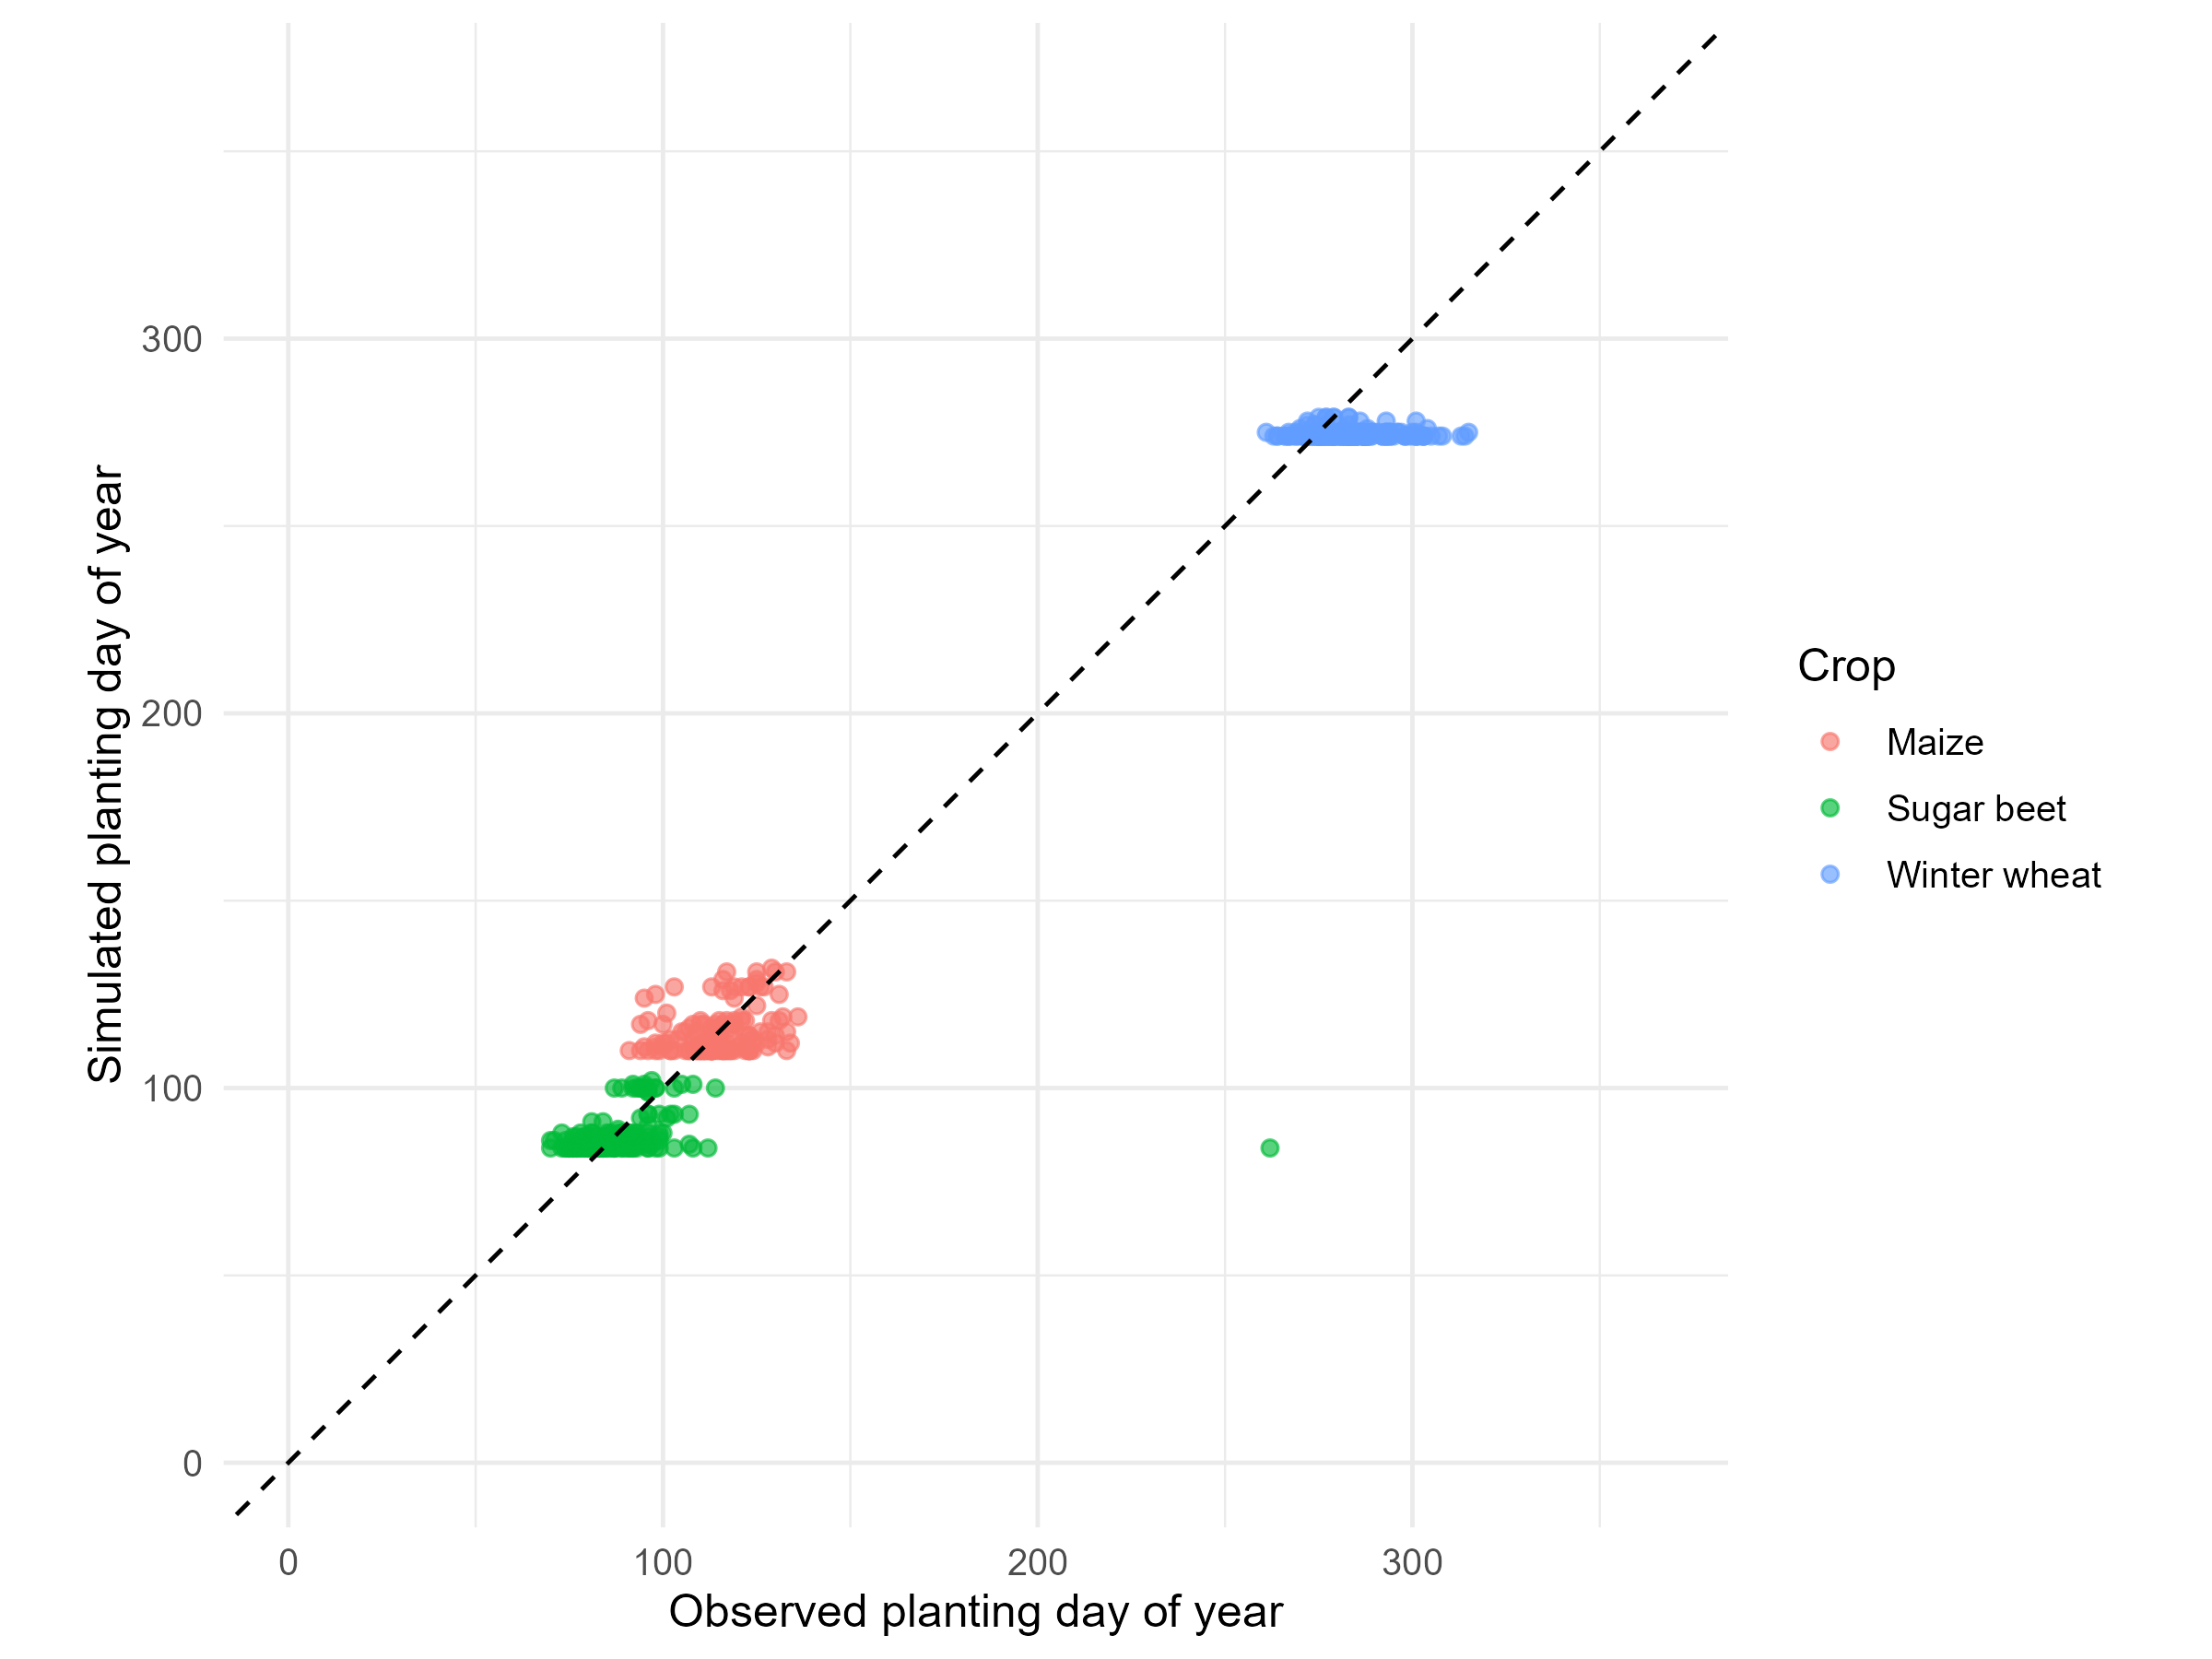 Simulated planting day of year
300
200
100
0
0 100 200 300
Observed planting day of year
Crop
Maize
Sugar beet
Winter wheat